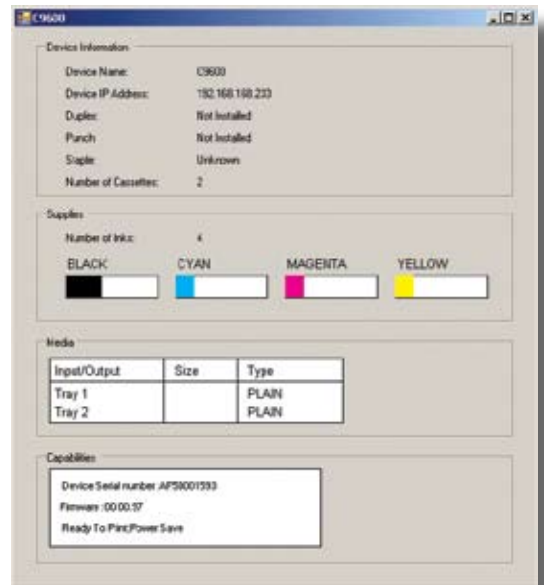 C9600
Device Information
Device Name: C9600
Device IP Address: 192.168.168.233
Duplex: Not Installed
Punch Not Installed
Staple Unknown
Number of Cassettes: 2
Supplies
Number of Inks: 4
BLACK CYAN MAGENTA YELLOW
Media
Input/Output Size Type
Tray 1 PLAIN
Tray 2 PLAIN
Capabilities
Device Serial number :AF58001593
Firmware :00.00.97
Ready To Print;Power Save